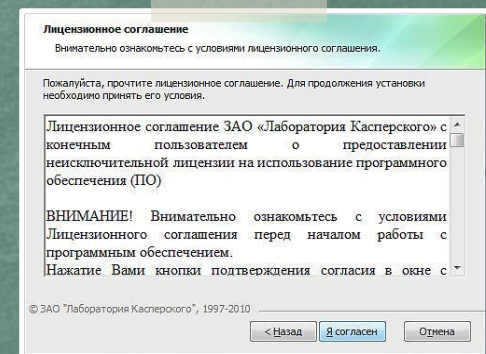 Лицензионное соглашение
Внимательно ознакомьтесь с условиями лицензионного соглашения.
Пожалуйста, прочтите лицензионное соглашение. Для продолжения установки
необходимо принять его условия.
Лицензионное соглашение ЗАО «Лаборатория Касперского» с
конечным пользователем о предоставлении
неисключительной лицензии на использование программного
обеспечения (ПО)
ВНИМАНИЕ! Внимательно ознакомьтесь с условиями
Лицензионного соглашения перед началом работы с
программным обеспечением.
Нажатие Вами кнопки подтверждения согласия в окне с
© ЗАО "Лаборатория Касперского", 1997-2010
< Назад Я согласен Отмена